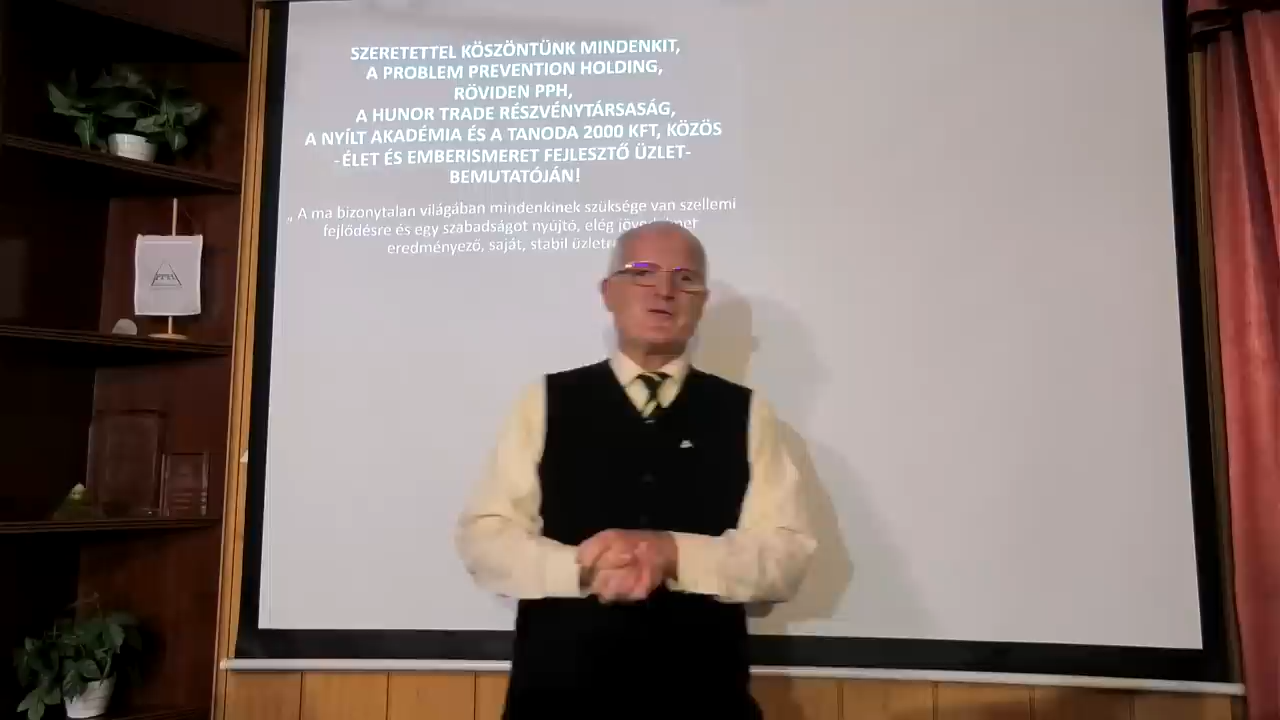 SZERETETTEL KÖSZÖNTÜNK MINDENKIT,
A PROBLEM PREVENTION HOLDING,
RÖVIDEN PPH,
A HUNOR TRADE RÉSZVÉNYTÁRSASÁG,
A NYÍLT AKADÉMIA ÉS A TANODA 2000 KFT, KÖZÖS
-ÉLET ÉS EMBERISMERET FEJLESZTŐ ÜZLET-
BEMUTATÓJÁN!
„ A ma bizonytalan világában mindenkinek szüksége van szellemi
fejlődésre és egy szabadságot nyújtó, elég
eredményező, saját, stabil